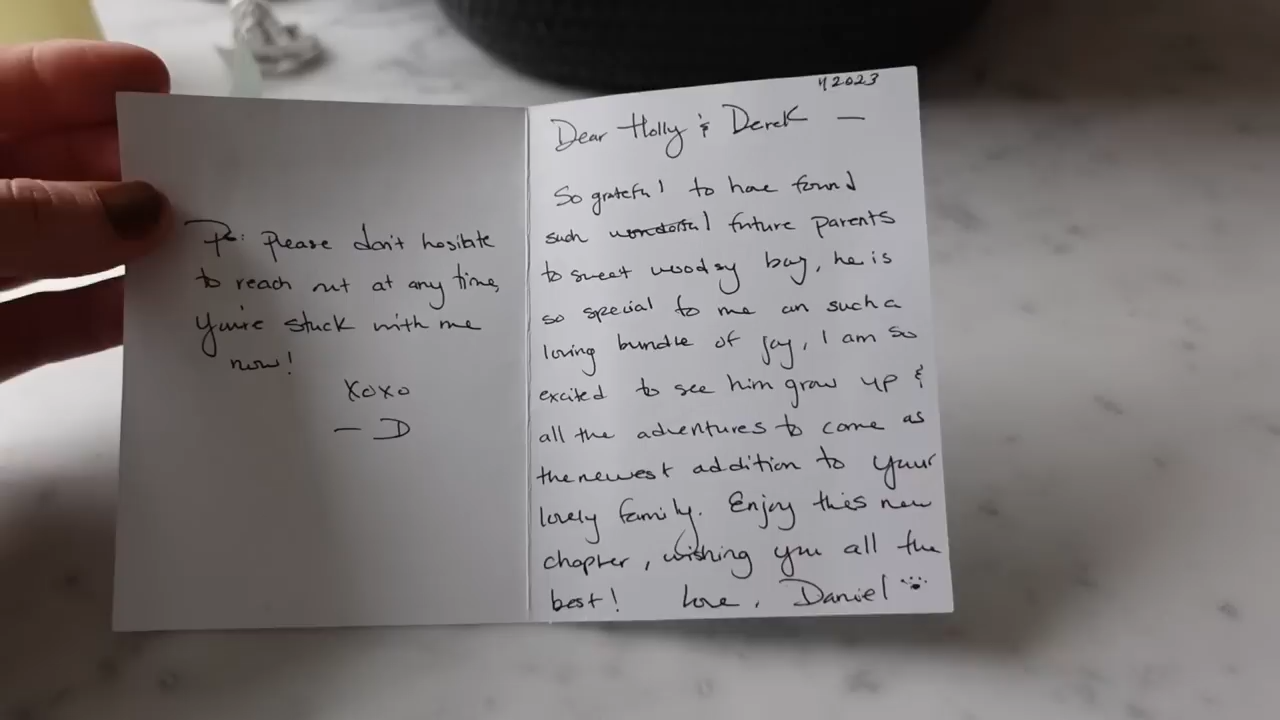 Ps: please don't hesitate
to reach out at any time,
You're stuck with me
now!
xoxo
— D
2023
Dear Holly & Derek —
So grateful to have found
such wonderful future parents
to sweet woodsy boy, he is
so special to me an such a
loving bundle of joy, I am so
excited to see him grow up &
all the adventures to come as
the newest addition to your
lovely family. Enjoy this new
chapter, wishing you all the
best! Love, Daniel